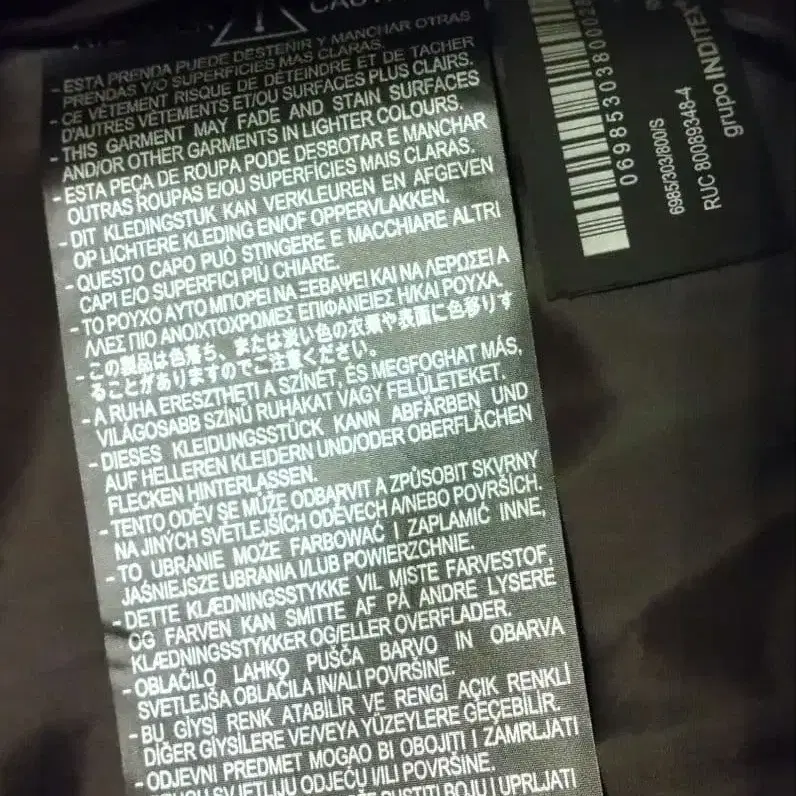 CAUT
- ESTA PRENDA PUEDE DESTEÑIR Y MANCHAR OTRAS
PRENDAS Y/O SUPERFICIES MAS CLARAS.
- CE VÊTEMENT RISQUE DE DÉTEINDRE ET DE TACHER
D'AUTRES VÊTEMENTS ET/OU SURFACES PLUS CLAIRS.
- THIS GARMENT MAY FADE AND STAIN SURFACES
AND/OR OTHER GARMENTS IN LIGHTER COLOURS.
- ESTA PEÇA DE ROUPA PODE DESBOTAR E MANCHAR
OUTRAS ROUPAS E/OU SUPERFÍCIES MAIS CLARAS.
- DIT KLEDINGSTUK KAN VERKLEUREN EN AFGEVEN
OP LICHTERE KLEDING EN/OF OPPERVLAKKEN.
- QUESTO CAPO PUÒ STINGERE E MACCHIARE ALTRI
CAPI E/O SUPERFICI PIÙ CHIARE.
- ΤΟ ΡΟΥΧΟ ΑΥΤΟ ΜΠΟΡΕΙ ΝΑ ΞΕΒΑΨΕΙ ΚΑΙ ΝΑ ΛΕΡΩΣΕΙ Α
ΛΛΕΣ ΠΙΟ ΑΝΟΙΧΤΟΧΡΩΜΕΣ ΕΠΙΦΑΝΕΙΕΣ Η/ΚΑΙ ΡΟΥΧΑ.
- この製品は色落ち、または淡い色の衣類や表面に色移りす
ることがありますのでご注意ください。
- A RUHA ERESZTHETI A SZÍNÉT, ÉS MEGFOGHAT MÁS,
VILÁGOSABB SZÍNŰ RUHÁKAT VAGY FELÜLETEKET.
- DIESES KLEIDUNGSSTÜCK KANN ABFÄRBEN UND
AUF HELLEREN KLEIDERN UND/ODER OBERFLÄCHEN
FLECKEN HINTERLASSEN.
- TENTO ODĚV SE MŮŽE ODBARVIT A ZPŮSOBIT SKVRNY
NA JINÝCH SVĚTLEJŠÍCH ODĚVECH A/NEBO POVRŠÍCH.
- TO UBRANIE MOŻE FARBOWAĆ I ZAPLAMIĆ INNE,
JAŚNIEJSZE UBRANIA I/LUB POWIERZCHNIE.
- DETTE KLÆDNINGSSTYKKE VIL MISTE FARVESTOF,
OG FARVEN KAN SMITTE AF PÅ ANDRE LYSERE
KLÆDNINGSSTYKKER OG/ELLER OVERFLADER.
- OBLAČILO LAHKO PUŠČA BARVO IN OBARVA
SVETLEJŠA OBLAČILA IN/ALI POVRŠINE.
- BU GİYSİ RENK ATABİLİR VE RENGİ AÇIK RENKLİ
DİĞER GİYSİLERE VE/VEYA YÜZEYLERE GEÇEBİLİR.
- ODJEVNI PREDMET MOGAO BI OBOJITI I ZAMRLJATI
SVJETLIJU ODJEĆU I/ILI POVRŠINE.
PUSTITI BOJU I UPRLJATI
069853038000
6985/303/800/S
RUC 80089348-4
grupo INDITEX